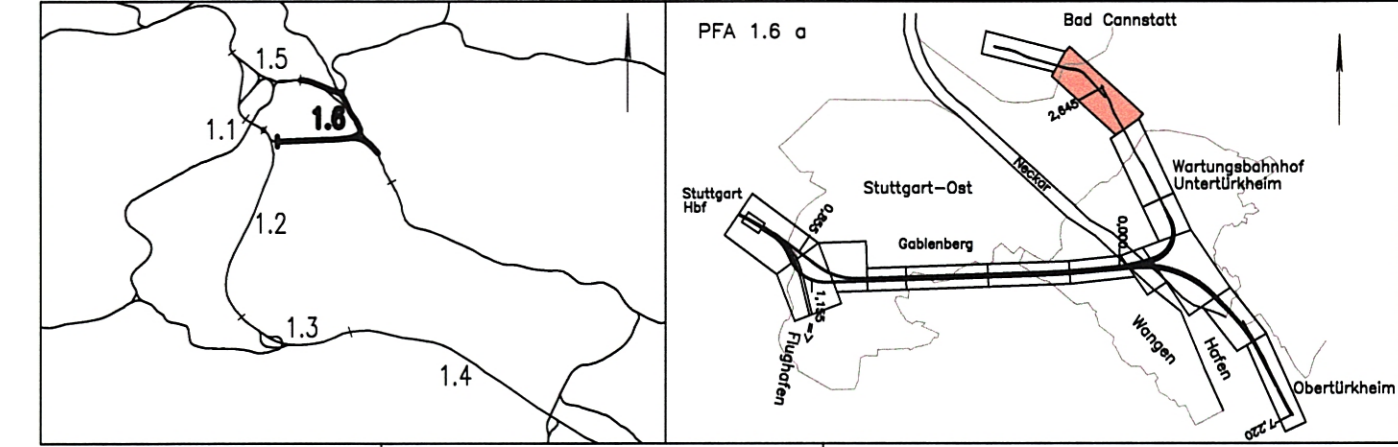 1.5
1.1
1.6
1.2
1.3
1.4
PFA 1.6 a
Bad Cannstatt
2,645
Neckar
Wartungsbahnhof
Untertürkheim
Stuttgart-Ost
Stuttgart
Hbf
0,855
0,000
Gablenberg
1,155 =>
Flughafen
Wangen
Hafen
Obertürkheim
-7,220